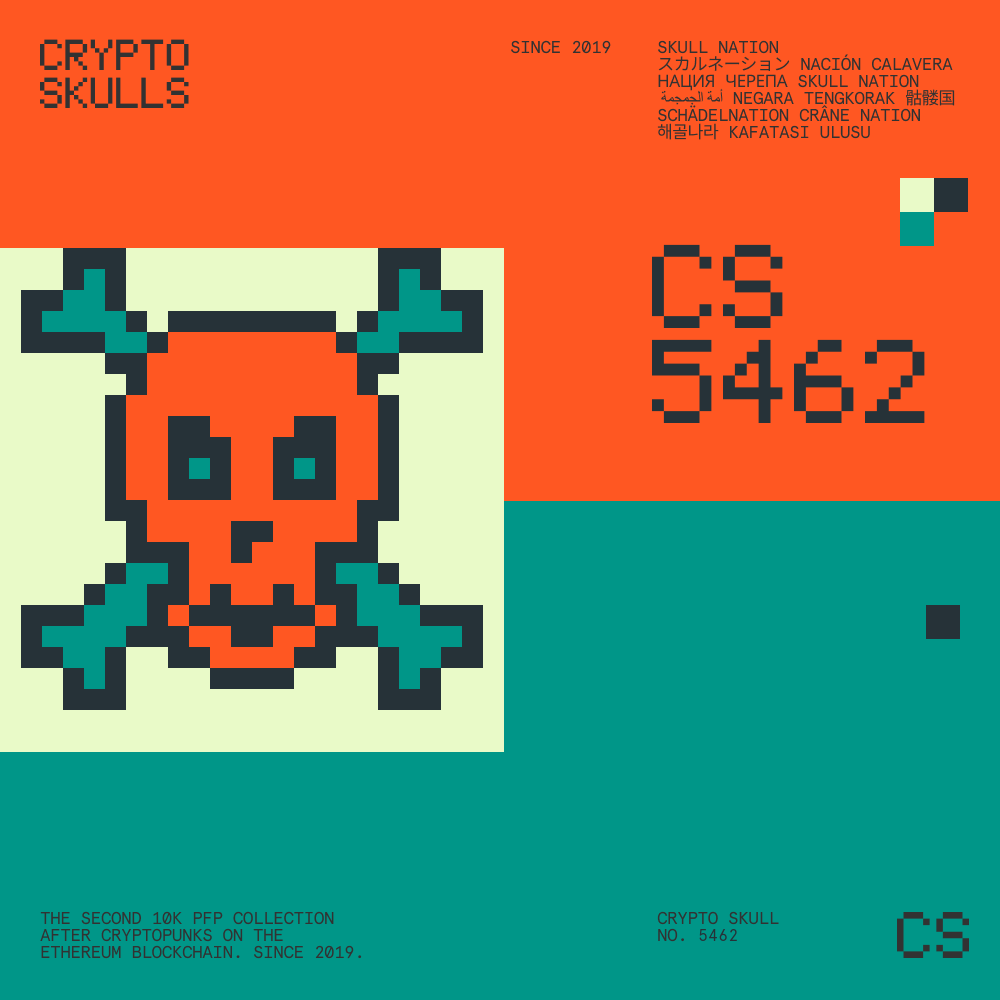 CRYPTO
SKULLS
SINCE 2019
SKULL NATION
スカルネーション NACIÓN CALAVERA
НАЦИЯ ЧЕРЕПА SKULL NATION
أمة الجمجمة NEGARA TENGKORAK 骷髅国
SCHÄDELNATION CRÂNE NATION
해골나라 KAFATASI ULUSU
CS
5462
THE SECOND 10K PFP COLLECTION
AFTER CRYPTOPUNKS ON THE
ETHEREUM BLOCKCHAIN. SINCE 2019.
CRYPTO SKULL
NO. 5462
CS